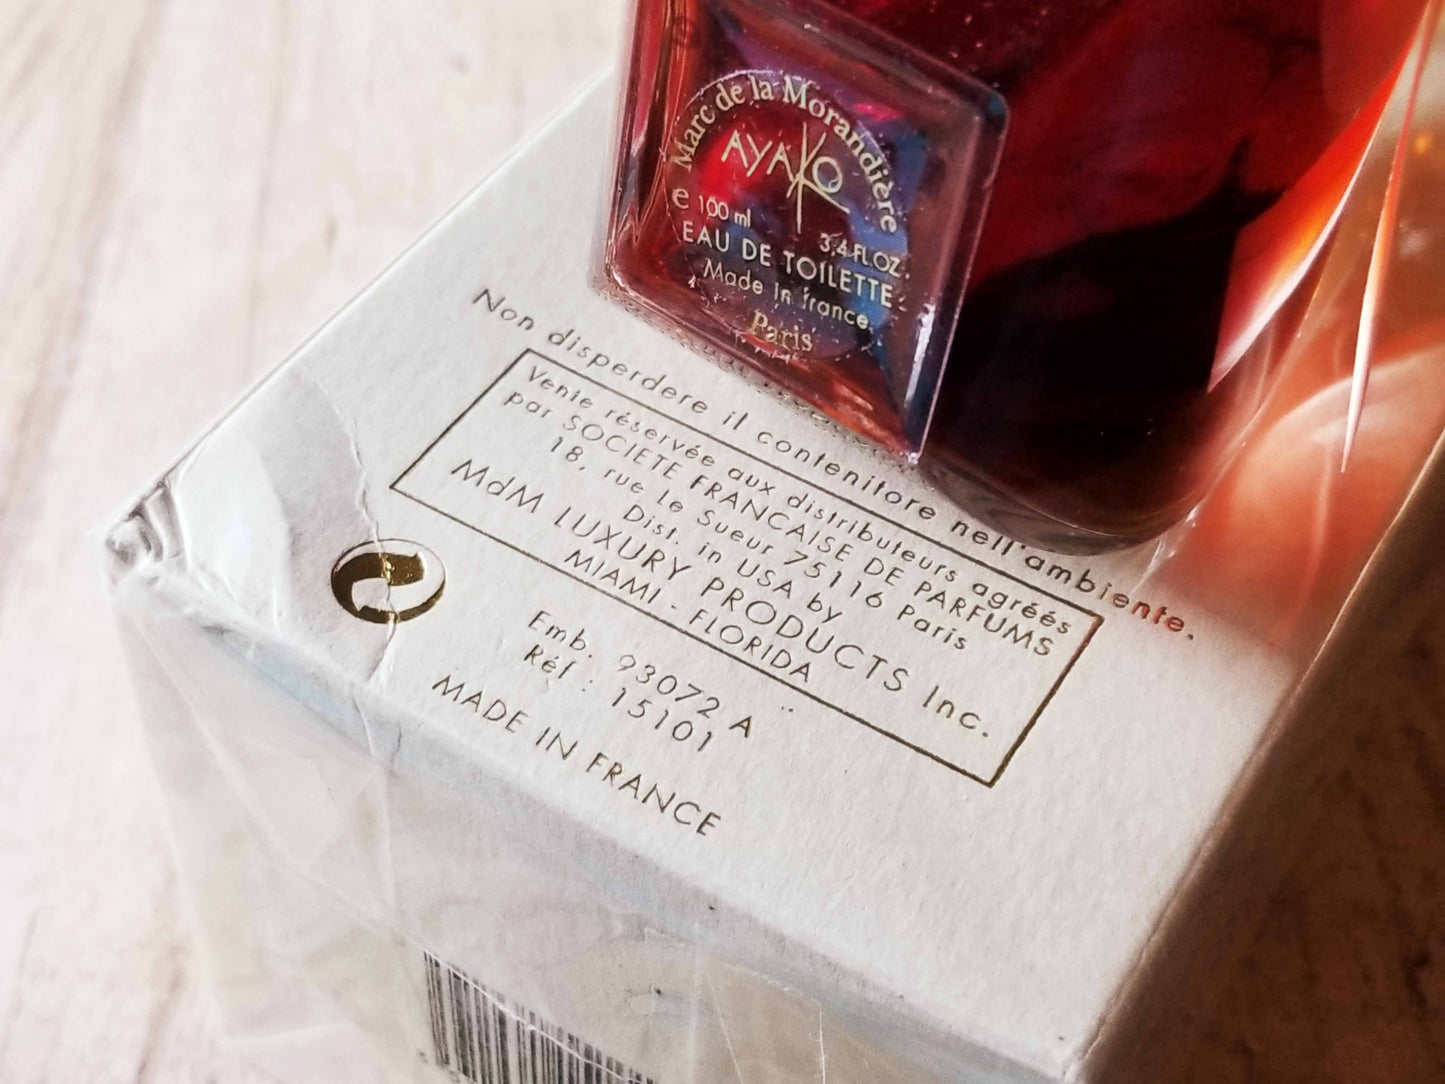 Marc de la Morandière
AYAKO
e 100 ml
3,4 FL.OZ.
EAU DE TOILETTE
Made in france
Paris
Non disperdere il contenitore nell'ambiente.
Vente réservée aux distributeurs agréés
par SOCIETE FRANCAISE DE PARFUMS
18, rue Le Sueur 75116 Paris
Dist. in USA by
MdM LUXURY PRODUCTS Inc.
MIAMI - FLORIDA
Emb. 93072 A
Réf : 15101
MADE IN FRANCE